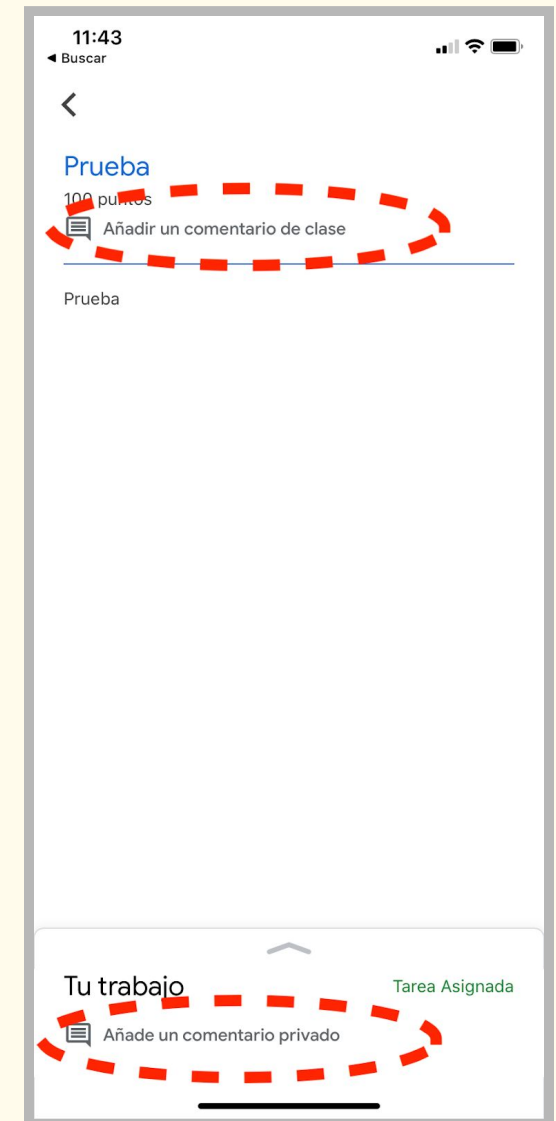 11:43
◀ Buscar
Prueba
100 puntos
Añadir un comentario de clase
Prueba
Tu trabajo
Tarea Asignada
Añade un comentario privado